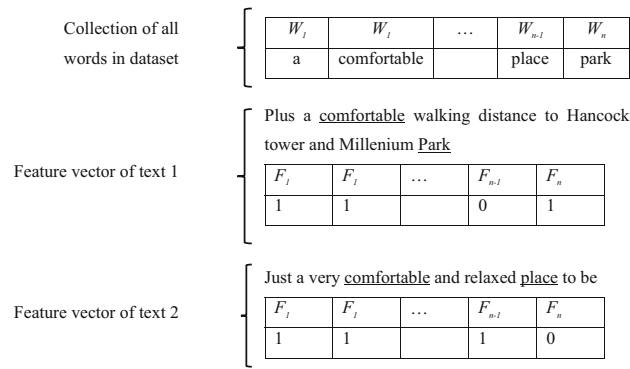 Collection of all
words in dataset
W1 W1 … Wn-1 Wn
a comfortable place park
Plus a comfortable walking distance to Hancock
tower and Millenium Park
Feature vector of text 1
F1 F1 … Fn-1 Fn
1 1 0 1
Just a very comfortable and relaxed place to be
Feature vector of text 2
F1 F1 … Fn-1 Fn
1 1 1 0